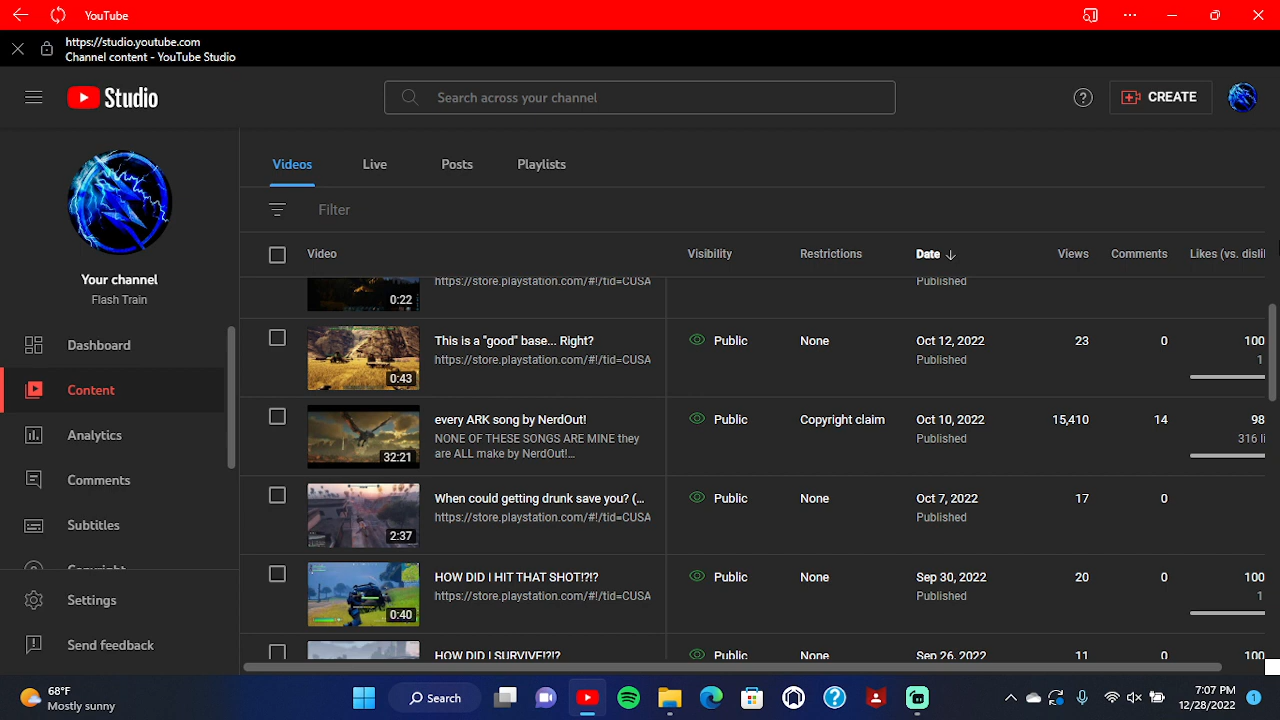 YouTube
https://studio.youtube.com
Channel content - YouTube Studio
Studio
Search across your channel
CREATE
Your channel
Flash Train
Dashboard
Content
Analytics
Comments
Subtitles
Copyright
Settings
Send feedback
Videos Live Posts Playlists
Filter
Video Visibility Restrictions Date Views Comments Likes (vs. disli
0:22 https://store.playstation.com/#!/tid=CUSA Published
This is a "good" base... Right? Public None Oct 12, 2022 23 0 100
https://store.playstation.com/#!/tid=CUSA Published 1
0:43
every ARK song by NerdOut! Public Copyright claim Oct 10, 2022 15,410 14 98
NONE OF THESE SONGS ARE MINE they Published 316 li
are ALL make by NerdOut!...
32:21
When could getting drunk save you? (... Public None Oct 7, 2022 17 0
https://store.playstation.com/#!/tid=CUSA Published
2:37
HOW DID I HIT THAT SHOT!?!? Public None Sep 30, 2022 20 0 100
https://store.playstation.com/#!/tid=CUSA Published 1
0:40
HOW DID I SURVIVE!?!? Public None Sep 26, 2022 11 0 100
68°F
Mostly sunny
Search
7:07 PM
12/28/2022
1